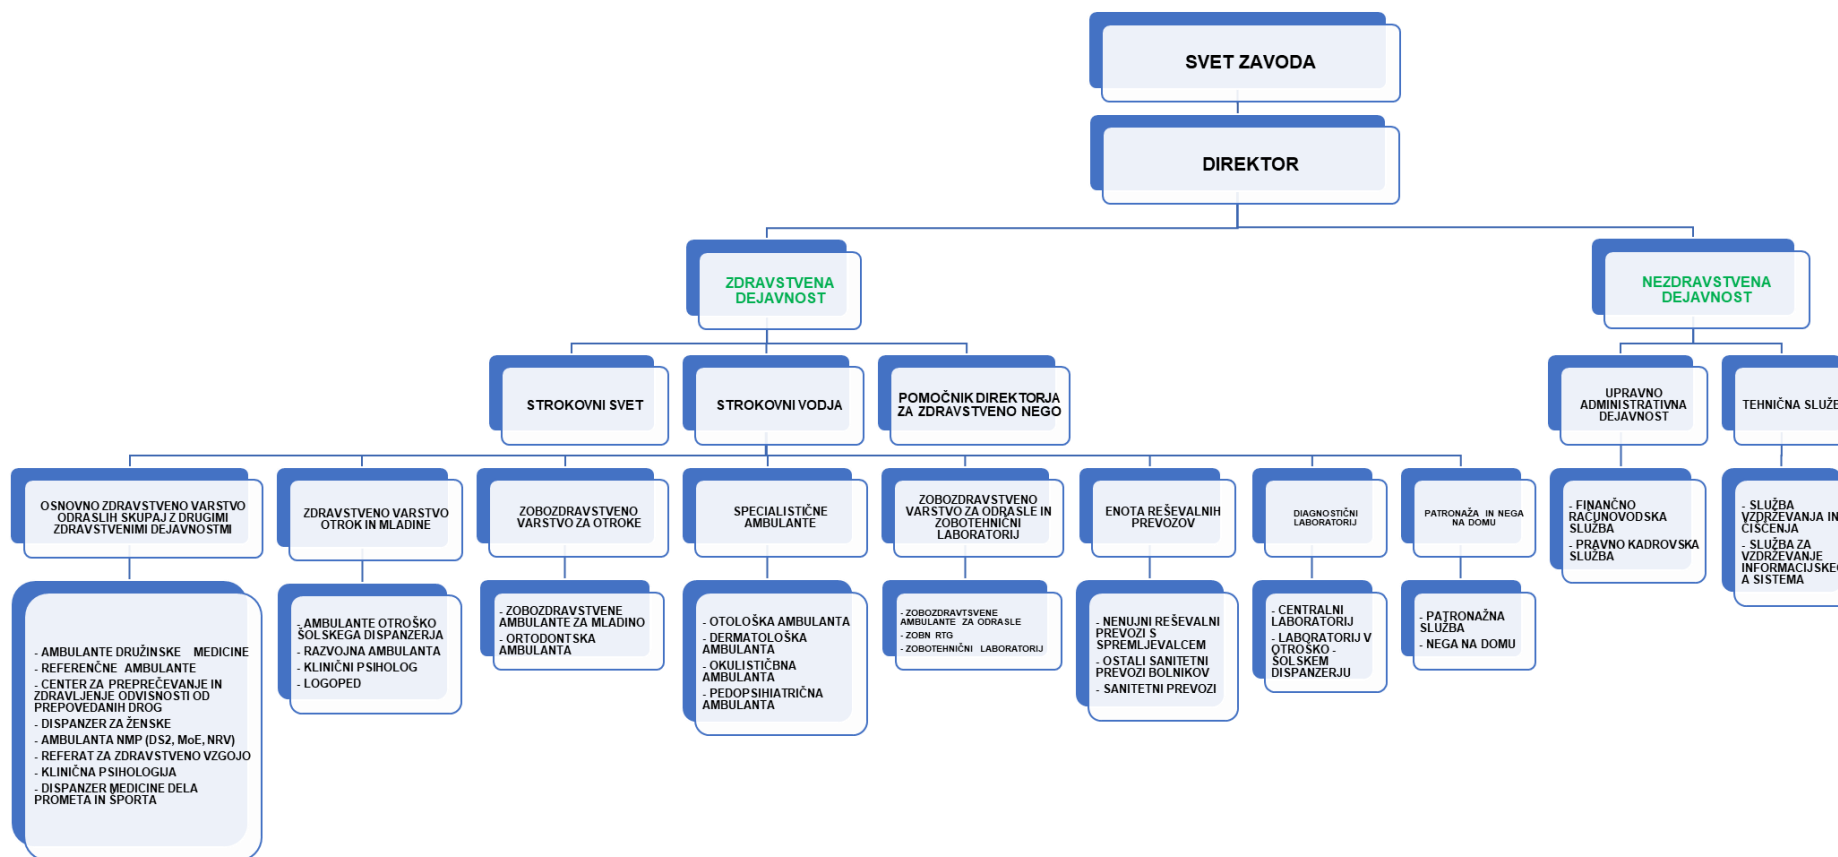 SVET ZAVODA
DIREKTOR
ZDRAVSTVENA
DEJAVNOST
NEZDRAVSTVENA
DEJAVNOST
STROKOVNI SVET
STROKOVNI VODJA
POMOČNIK DIREKTORJA
ZA ZDRAVSTVENO NEGO
UPRAVNO
ADMINISTRATIVNA
DEJAVNOST
TEHNIČNA
OSNOVNO ZDRAVSTVENO VARSTVO
ODRASLIH SKUPAJ Z DRUGIMI
ZDRAVSTVENIMI DEJAVNOSTMI
ZDRAVSTVENO VARSTVO
OTROK IN MLADINE
ZOBOZDRAVSTVENO
VARSTVO ZA OTROKE
SPECIALISTIČNE
AMBULANTE
ZOBOZDRAVSTVENO
VARSTVO ZA ODRASLE IN
ZOBOTEHNIČNI
LABORATORIJ
ENOTA REŠEVALNIH
PREVOZOV
DIAGNOSTIČNI
LABORATORIJ
PATRONAŽA IN NEGA
NA DOMU
- FINANČNO
RAČUNOVODSKA
SLUŽBA
- PRAVNO KADROVSKA
SLUŽBA
- SLUŽBA
VZDRŽEVANJA IN
ČIŠČENJA
- SLUŽBA ZA
VZDRŽEVANJE
A SISTEMA
- AMBULANTE DRUŽINSKE MEDICINE
- REFERENČNE AMBULANTE
- CENTER ZA PREPREČEVANJE IN
ZDRAVLJENJE ODVISNOSTI OD
PREPOVEDANIH DROG
- DISPANZER ZA ŽENSKE
- AMBULANTA NMP (DS2, MoE, NRV)
- REFERAT ZA ZDRAVSTVENO VZGOJO
- KLINIČNA PSIHOLOGIJA
- DISPANZER MEDICINE DELA
PROMETA IN ŠPORTA
- AMBULANTE OTROŠKO
ŠOLSKEGA DISPANZERJA
- RAZVOJNA AMBULANTA
- KLINIČNI PSIHOLOG
- LOGOPED
- ZOBOZDRAVSTVENE
AMBULANTE ZA MLADINO
- ORTODONTSKA
AMBULANTA
- OTOLOŠKA AMBULANTA
- DERMATOLOŠKA
AMBULANTA
- OKULISTIČBNA
AMBULANTA
- PEDOPSIHIATRIČNA
AMBULANTA
- ZOBOZDRAVTSVENE
AMBULANTE ZA ODRASLE
- ZOBN RTG
- ZOBOTEHNIČNI LABORATORIJ
- NENUJNI REŠEVALNI
PREVOZI S
SPREMLJEVALCEM
- OSTALI SANITETNI
PREVOZI BOLNIKOV
- SANITETNI PREVOZI
- CENTRALNI
LABORATORIJ
- LABORATORIJ V
OTROŠKO -
ŠOLSKEM
DISPANZERJU
- PATRONAŽNA
SLUŽBA
- NEGA NA DOMU